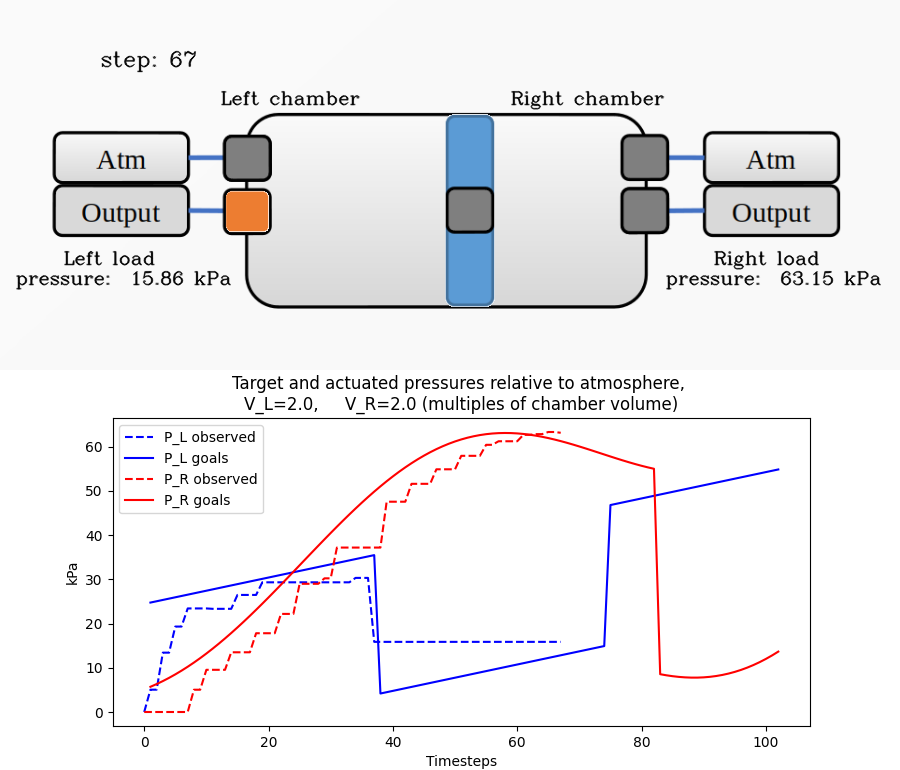 step: 67
Left chamber
Right chamber
Atm
Atm
Output
Output
Left load
pressure: 15.86 kPa
Right load
pressure: 63.15 kPa
Target and actuated pressures relative to atmosphere,
V_L=2.0, V_R=2.0 (multiples of chamber volume)
P_L observed
P_L goals
P_R observed
P_R goals
60
50
40
30
20
10
0
kPa
0 20 40 60 80 100
Timesteps